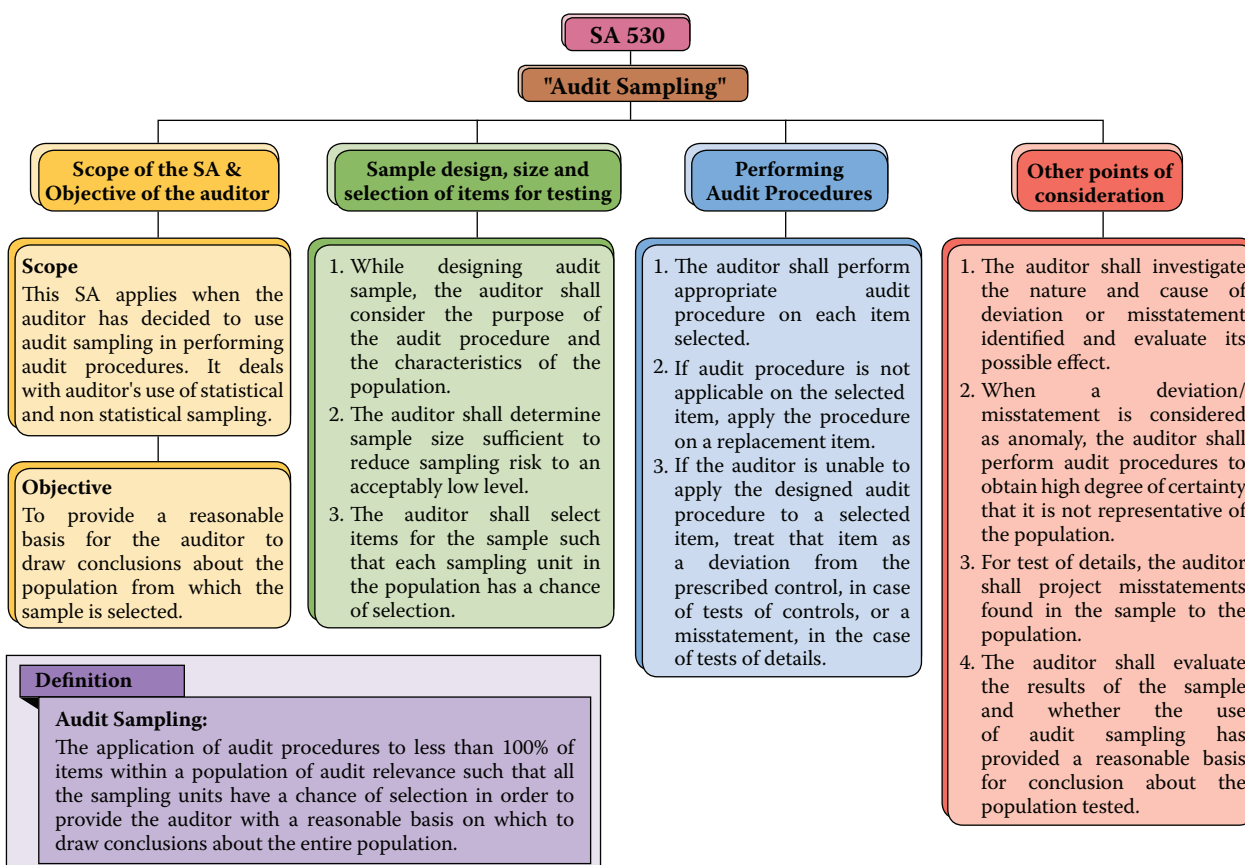 SA 530
"Audit Sampling"
Scope of the SA &
Objective of the auditor
Scope
This SA applies when the
auditor has decided to use
audit sampling in performing
audit procedures. It deals
with auditor's use of statistical
and non statistical sampling.
Objective
To provide a reasonable
basis for the auditor to
draw conclusions about the
population from which the
sample is selected.
Sample design, size and
selection of items for testing
1. While designing audit
sample, the auditor shall
consider the purpose of
the audit procedure and
the characteristics of the
population.
2. The auditor shall determine
sample size sufficient to
reduce sampling risk to an
acceptably low level.
3. The auditor shall select
items for the sample such
that each sampling unit in
the population has a chance
of selection.
Performing
Audit Procedures
1. The auditor shall perform
appropriate audit
procedure on each item
selected.
2. If audit procedure is not
applicable on the selected
item, apply the procedure
on a replacement item.
3. If the auditor is unable to
apply the designed audit
procedure to a selected
item, treat that item as
a deviation from the
prescribed control, in case
of tests of controls, or a
misstatement, in the case
of tests of details.
Other points of
consideration
1. The auditor shall investigate
the nature and cause of
deviation or misstatement
identified and evaluate its
possible effect.
2. When a deviation/
misstatement is considered
as anomaly, the auditor shall
perform audit procedures to
obtain high degree of certainty
that it is not representative of
the population.
3. For test of details, the auditor
shall project misstatements
found in the sample to the
population.
4. The auditor shall evaluate
the results of the sample
and whether the use
of audit sampling has
provided a reasonable basis
for conclusion about the
population tested.
Definition
Audit Sampling:
The application of audit procedures to less than 100% of
items within a population of audit relevance such that all
the sampling units have a chance of selection in order to
provide the auditor with a reasonable basis on which to
draw conclusions about the entire population.